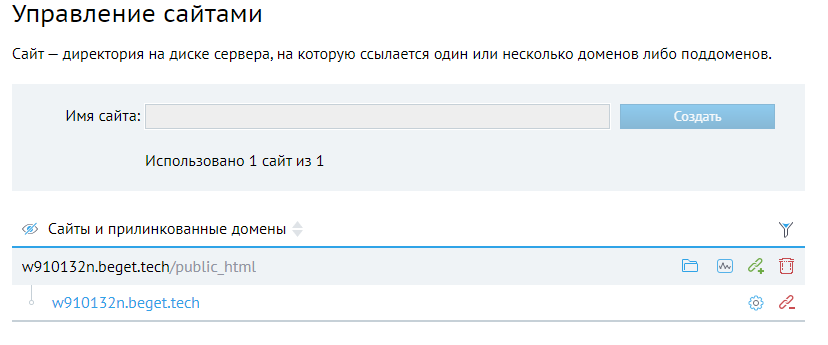 Управление сайтами
Сайт — директория на диске сервера, на которую ссылается один или несколько доменов либо поддоменов.
Имя сайта:
Создать
Использовано 1 сайт из 1
Сайты и прилинкованные домены
w910132n.beget.tech/public_html
w910132n.beget.tech